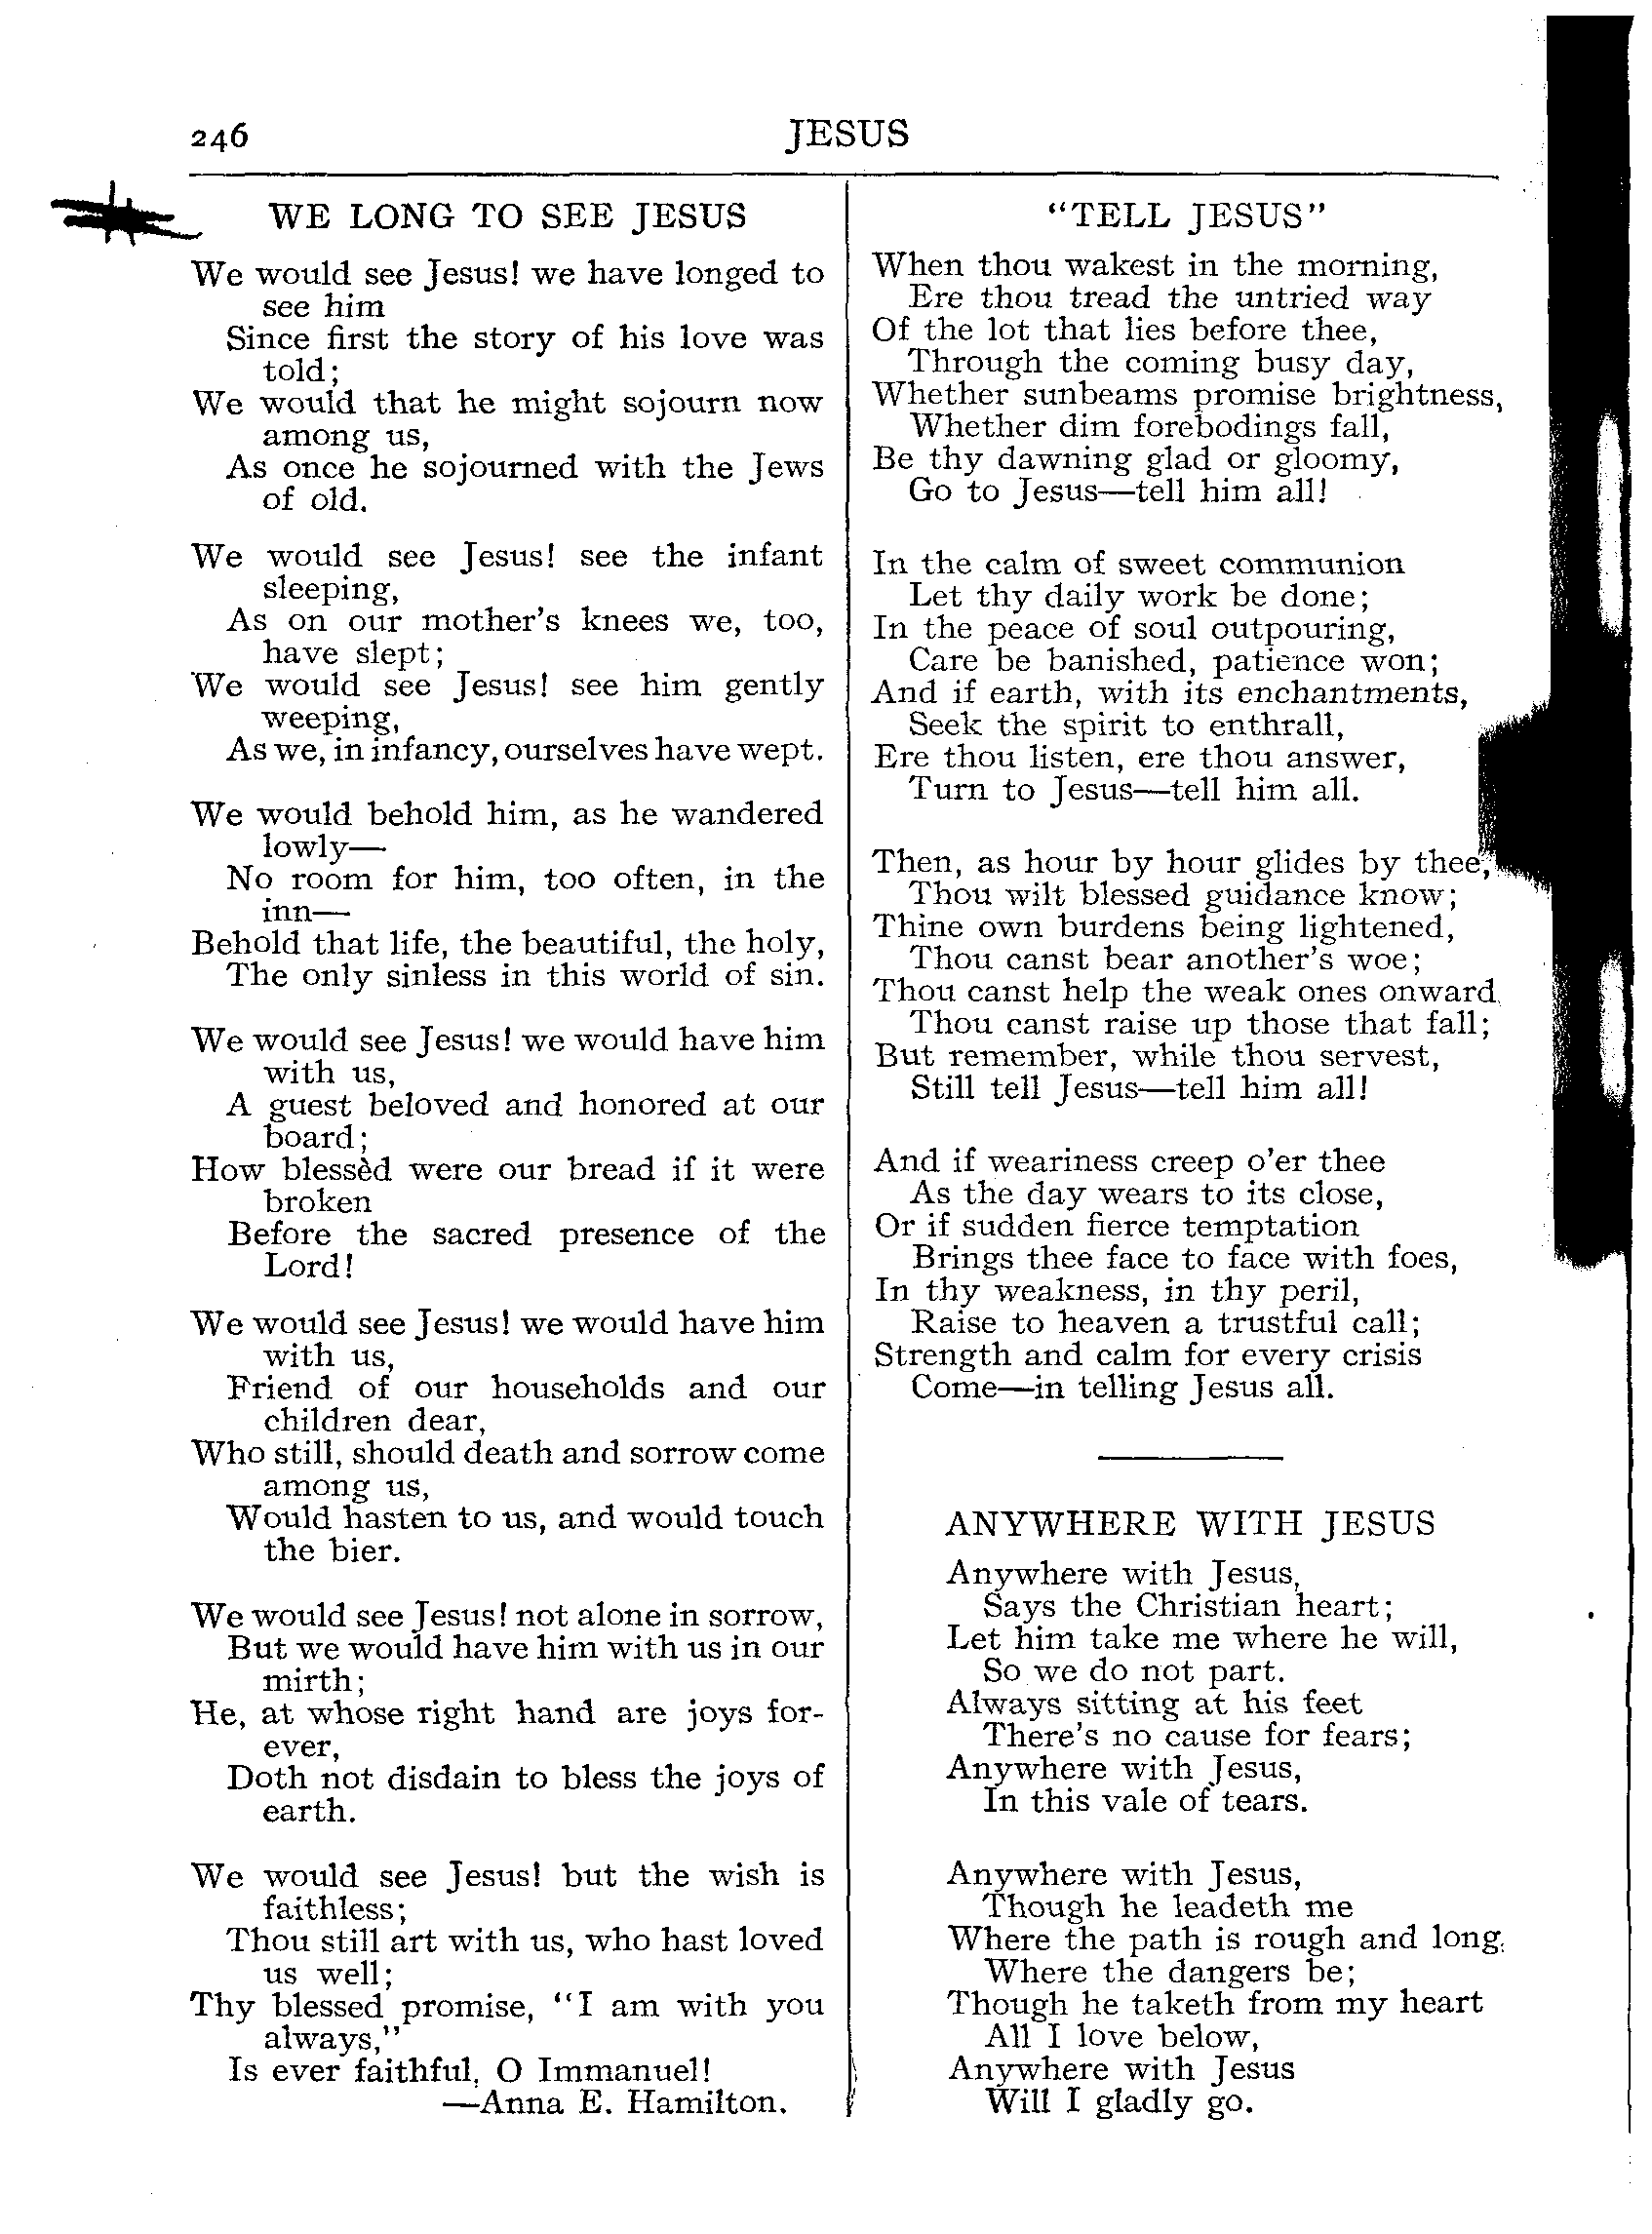 246
JESUS
WE LONG TO SEE JESUS
We would see Jesus! we have longed to
see him
Since first the story of his love was
told;
We would that he might sojourn now
among us,
As once he sojourned with the Jews
of old.
We would see Jesus! see the infant
sleeping,
As on our mother's knees we, too,
have slept;
We would see Jesus! see him gently
weeping,
As we, in infancy, ourselves have wept.
We would behold him, as he wandered
lowly—
No room for him, too often, in the
inn—
Behold that life, the beautiful, the holy,
The only sinless in this world of sin.
We would see Jesus! we would have him
with us,
A guest beloved and honored at our
board;
How blessèd were our bread if it were
broken
Before the sacred presence of the
Lord!
We would see Jesus! we would have him
with us,
Friend of our households and our
children dear,
Who still, should death and sorrow come
among us,
Would hasten to us, and would touch
the bier.
We would see Jesus! not alone in sorrow,
But we would have him with us in our
mirth;
He, at whose right hand are joys for-
ever,
Doth not disdain to bless the joys of
earth.
We would see Jesus! but the wish is
faithless;
Thou still art with us, who hast loved
us well;
Thy blessed promise, "I am with you
always,"
Is ever faithful, O Immanuel!
—Anna E. Hamilton.
"TELL JESUS"
When thou wakest in the morning,
Ere thou tread the untried way
Of the lot that lies before thee,
Through the coming busy day,
Whether sunbeams promise brightness,
Whether dim forebodings fall,
Be thy dawning glad or gloomy,
Go to Jesus—tell him all!
In the calm of sweet communion
Let thy daily work be done;
In the peace of soul outpouring,
Care be banished, patience won;
And if earth, with its enchantments,
Seek the spirit to enthrall,
Ere thou listen, ere thou answer,
Turn to Jesus—tell him all.
Then, as hour by hour glides by thee,
Thou wilt blessed guidance know;
Thine own burdens being lightened,
Thou canst bear another's woe;
Thou canst help the weak ones onward,
Thou canst raise up those that fall;
But remember, while thou servest,
Still tell Jesus—tell him all!
And if weariness creep o'er thee
As the day wears to its close,
Or if sudden fierce temptation
Brings thee face to face with foes,
In thy weakness, in thy peril,
Raise to heaven a trustful call;
Strength and calm for every crisis
Come—in telling Jesus all.
ANYWHERE WITH JESUS
Anywhere with Jesus,
Says the Christian heart;
Let him take me where he will,
So we do not part.
Always sitting at his feet
There's no cause for fears;
Anywhere with Jesus,
In this vale of tears.
Anywhere with Jesus,
Though he leadeth me
Where the path is rough and long,
Where the dangers be;
Though he taketh from my heart
All I love below,
Anywhere with Jesus
Will I gladly go.